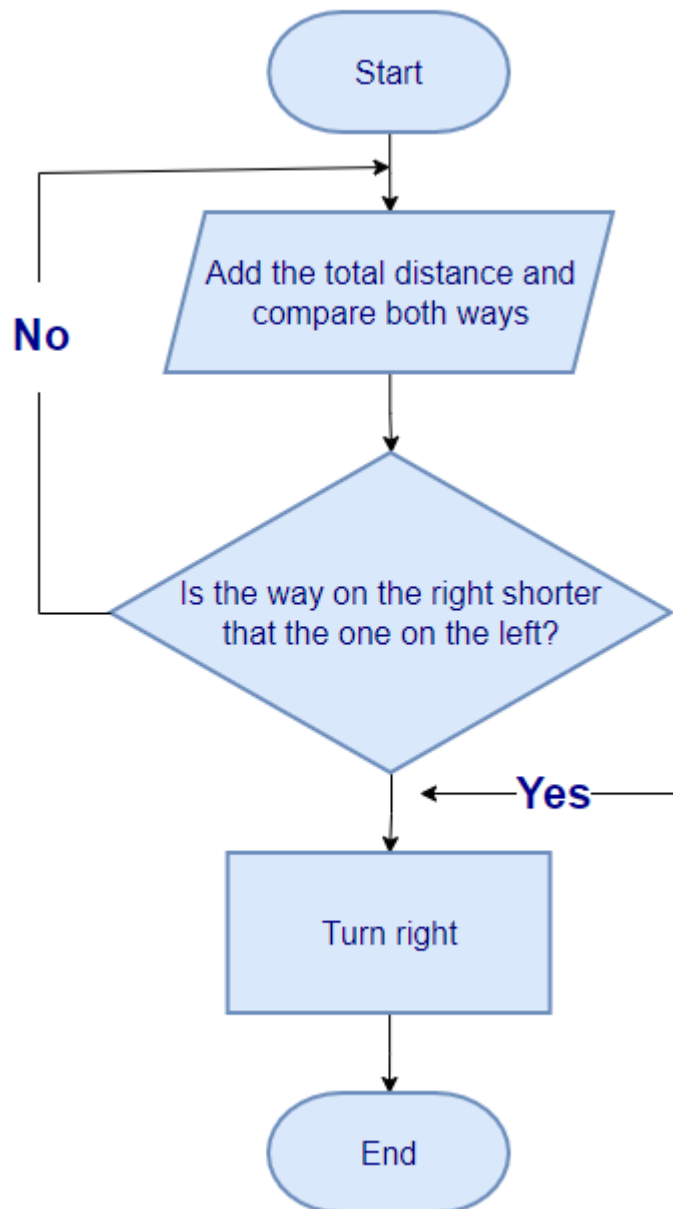 Start
Add the total distance and
compare both ways
No
Is the way on the right shorter
that the one on the left?
Yes
Turn right
End